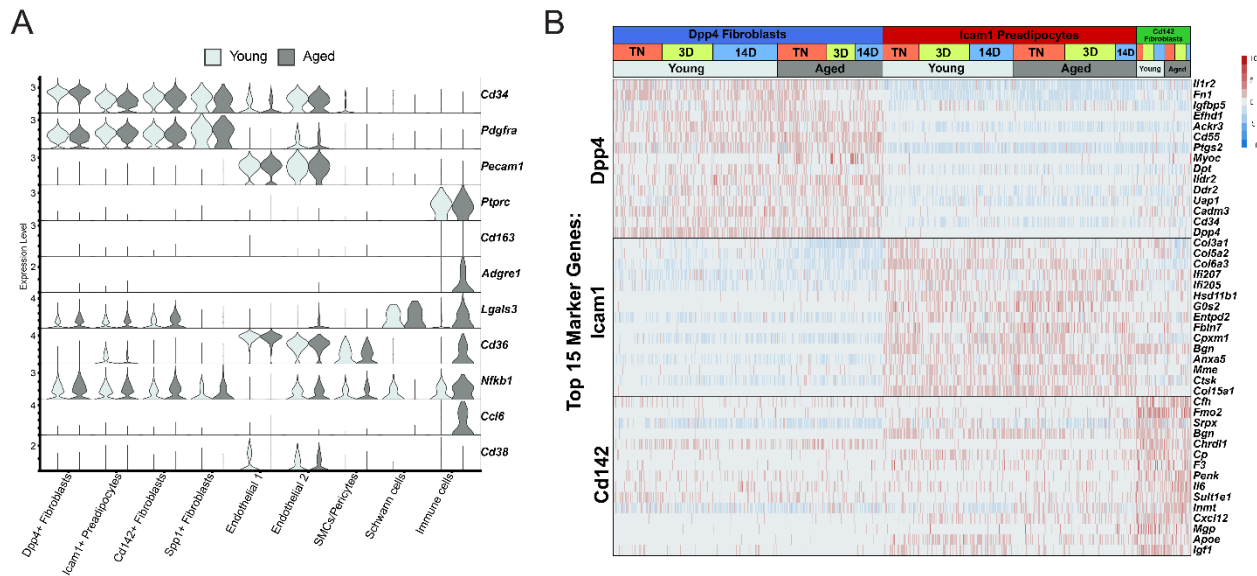 A
Young
Aged
Expression Level
3
Cd34
3
Pdgfra
3
Pecam1
3
Ptprc
3
Cd163
2
Adgre1
4
Lgals3
4
Cd36
3
Nfkb1
4
Ccl6
2
Cd38
Dpp4+ Fibroblasts
Icam1+ Preadipocytes
Cd142+ Fibroblasts
Spp1+ Fibroblasts
Endothelial 1
Endothelial 2
SMCs/Pericytes
Schwann cells
Immune cells
B
Dpp4 Fibroblasts
Icam1 Preadipocytes
Cd142
Fibroblasts
TN 3D 14D TN 3D 14D TN 3D 14D TN 3D 14D
Young Aged Young Aged Young Aged
Top 15 Marker Genes:
Dpp4
Il1r2
Fn1
Igfbp5
Efhd1
Ackr3
Cd55
Ptgs2
Myoc
Dpt
Ddr2
Uap1
Cadm3
Cd34
Dpp4
Icam1
Col3a1
Col5a2
Col6a3
Ifi207
Ifi205
Hsd11b1
G0s2
Entpd2
Fbln7
Cpxm1
Bgn
Anxa5
Mme
Ctsk
Col15a1
Cd142
Cfh
Fmo2
Srpx
Bgn
Chrdl1
Cp
F3
Penk
Il6
Sult1e1
Inmt
Cxcl12
Mgp
Apoe
Igf1
10